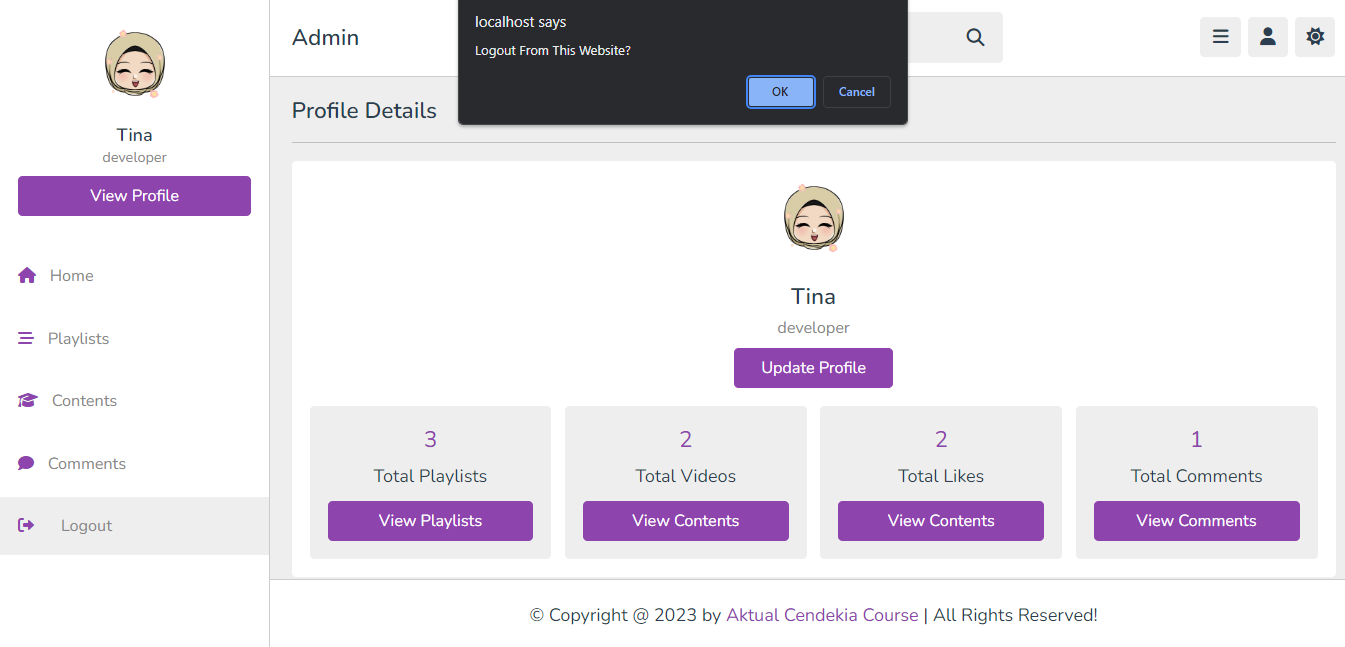 Tina
developer
View Profile
Home
Playlists
Contents
Comments
Logout
Admin
localhost says
Logout From This Website?
OK
Cancel
Profile Details
Tina
developer
Update Profile
3
Total Playlists
View Playlists
2
Total Videos
View Contents
2
Total Likes
View Contents
1
Total Comments
View Comments
© Copyright @ 2023 by Aktual Cendekia Course | All Rights Reserved!